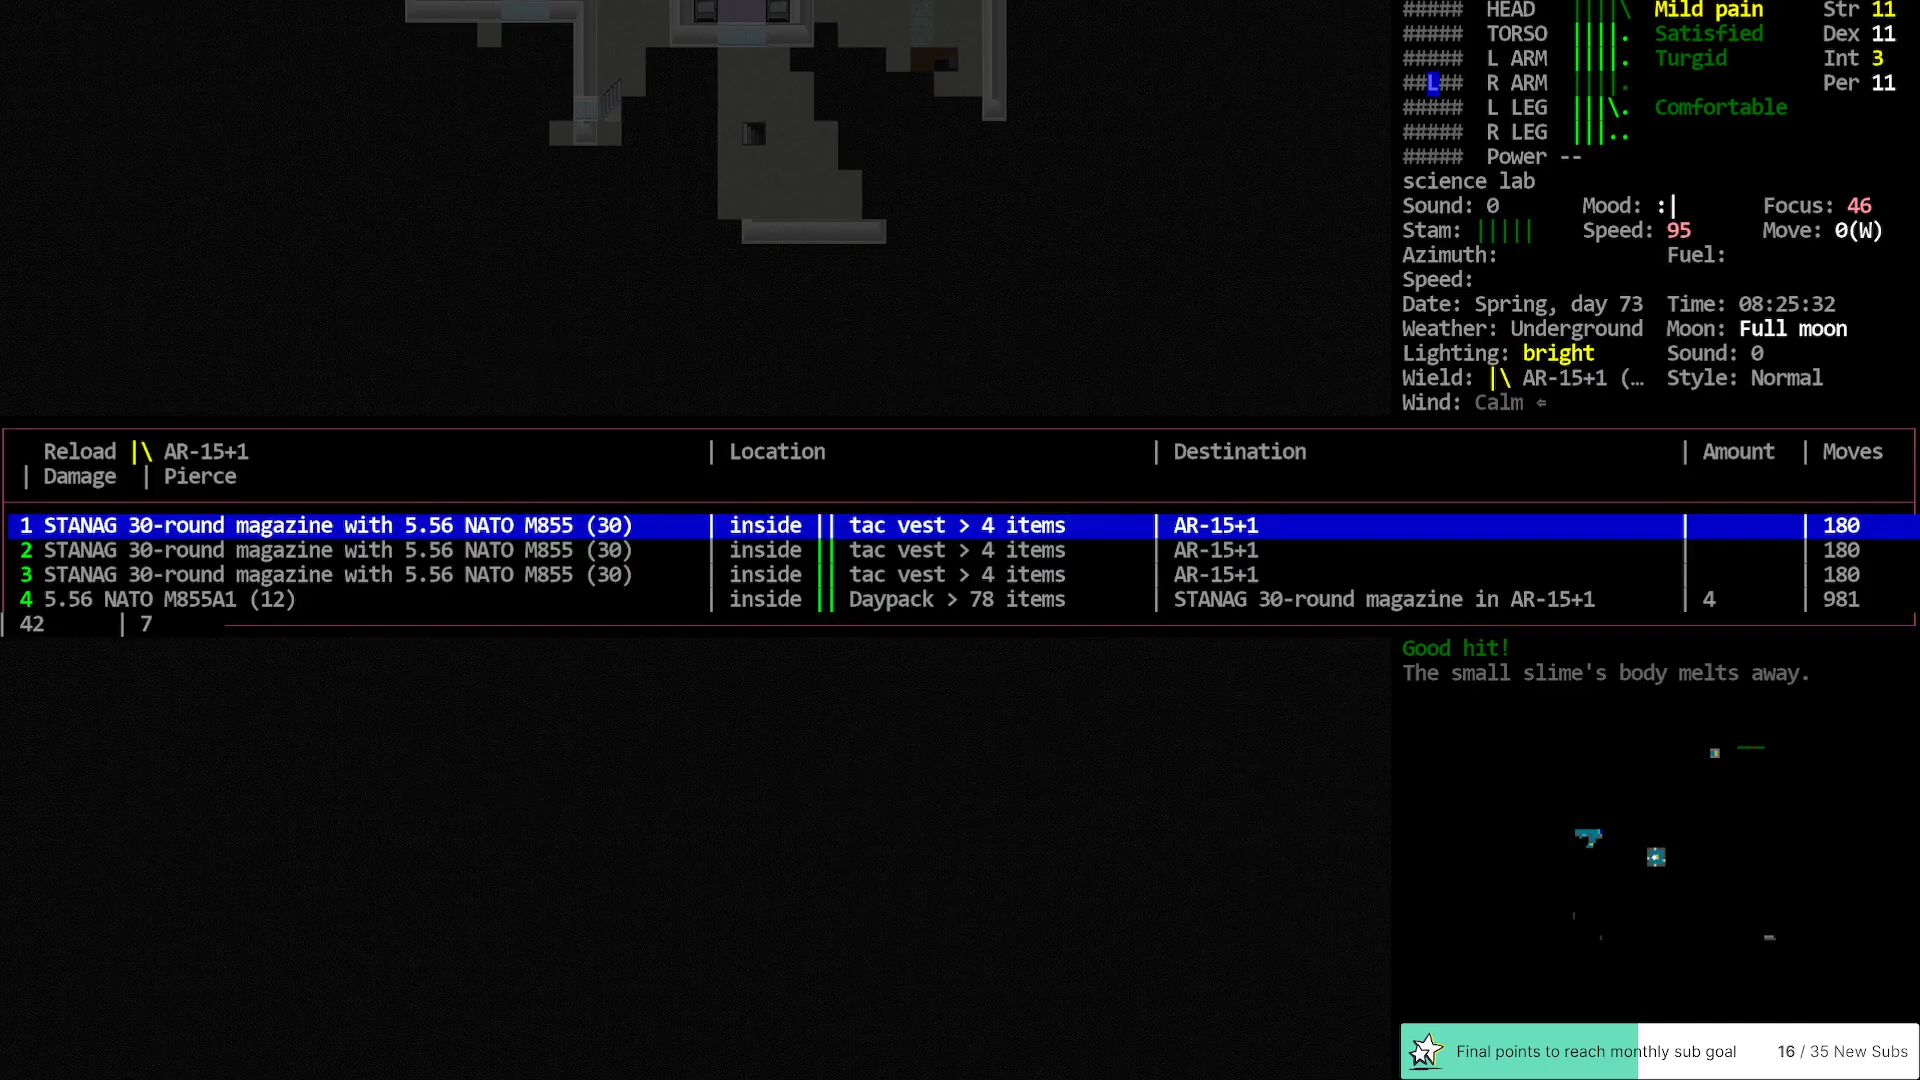 ##### HEAD ||||\ Mild pain Str 11
##### TORSO ||||. Satisfied Dex 11
##### L ARM ||||. Turgid Int 3
##L## R ARM ||||. Per 11
##### L LEG |||\. Comfortable
##### R LEG |||..
##### Power --
science lab
Sound: 0 Mood: :| Focus: 46
Stam: ||||| Speed: 95 Move: 0(W)
Azimuth: Fuel:
Speed:
Date: Spring, day 73 Time: 08:25:32
Weather: Underground Moon: Full moon
Lighting: bright Sound: 0
Wield: |\ AR-15+1 (… Style: Normal
Wind: Calm ⇐
Reload |\ AR-15+1 | Location | Destination | Amount | Moves
| Damage | Pierce
1 STANAG 30-round magazine with 5.56 NATO M855 (30) | inside || tac vest > 4 items | AR-15+1 | | 180
2 STANAG 30-round magazine with 5.56 NATO M855 (30) | inside || tac vest > 4 items | AR-15+1 | | 180
3 STANAG 30-round magazine with 5.56 NATO M855 (30) | inside || tac vest > 4 items | AR-15+1 | | 180
4 5.56 NATO M855A1 (12) | inside || Daypack > 78 items | STANAG 30-round magazine in AR-15+1 | 4 | 981
| 42 | 7
Good hit!
The small slime's body melts away.
Final points to reach monthly sub goal 16 / 35 New Subs